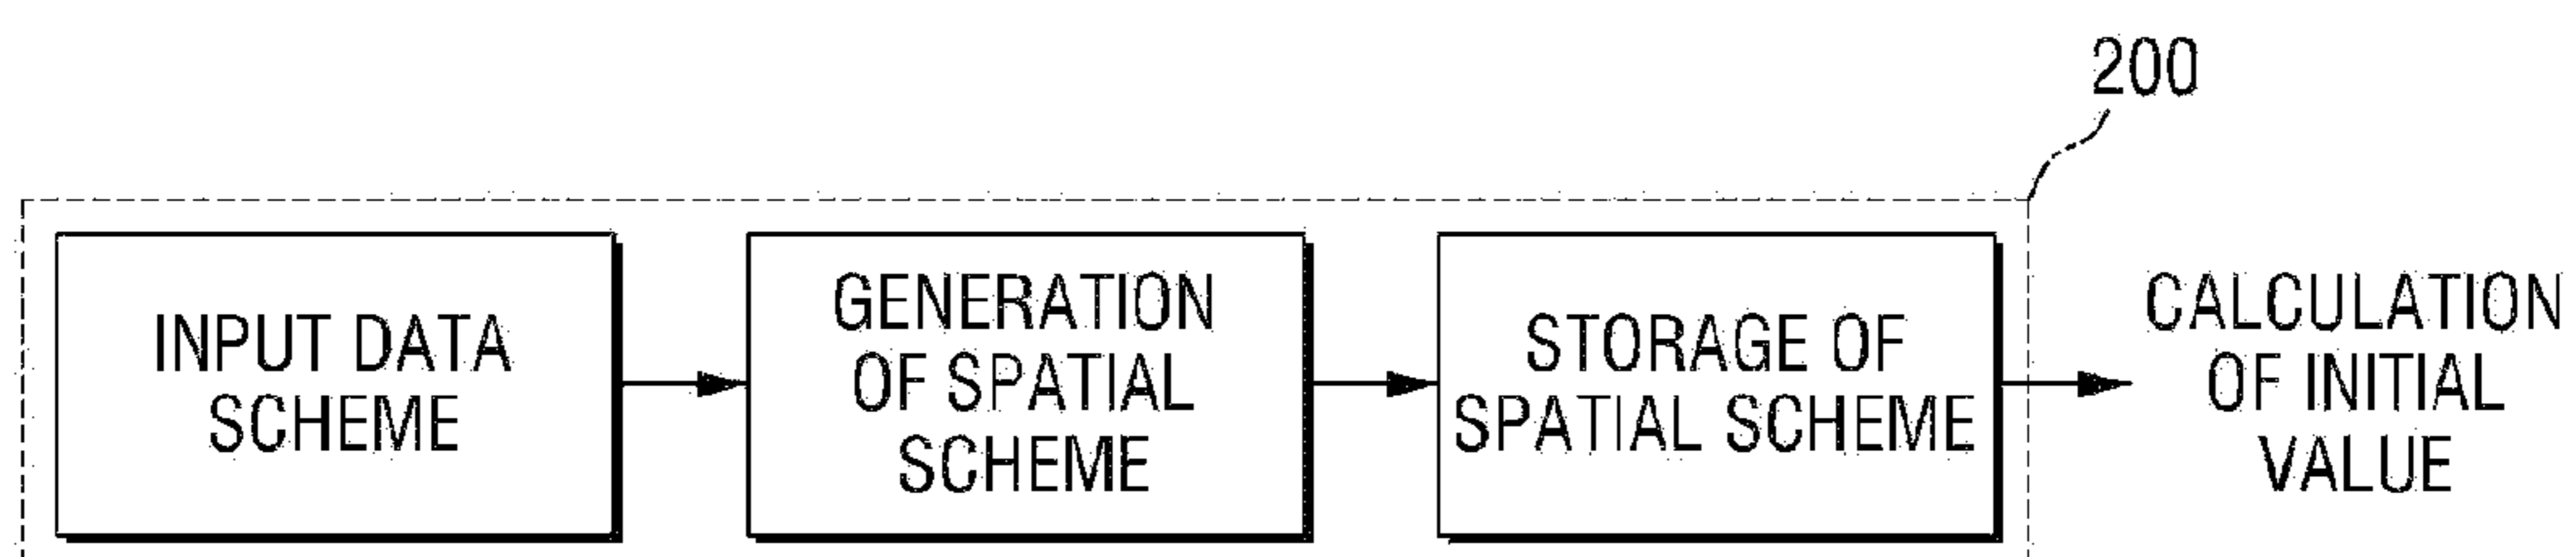 200
INPUT DATA
SCHEME
GENERATION
OF SPATIAL
SCHEME
STORAGE OF
SPATIAL SCHEME
CALCULATION
OF INITIAL
VALUE